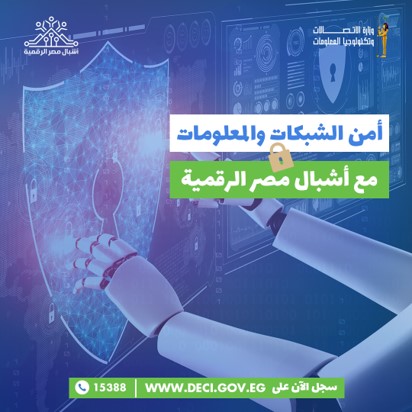 وزارة الاتصالات
وتكنولوجيا المعلومات
أشبال مصر الرقمية
أمن الشبكات والمعلومات
مع أشبال مصر الرقمية
سجل الآن على WWW.DECI.GOV.EG | 15388